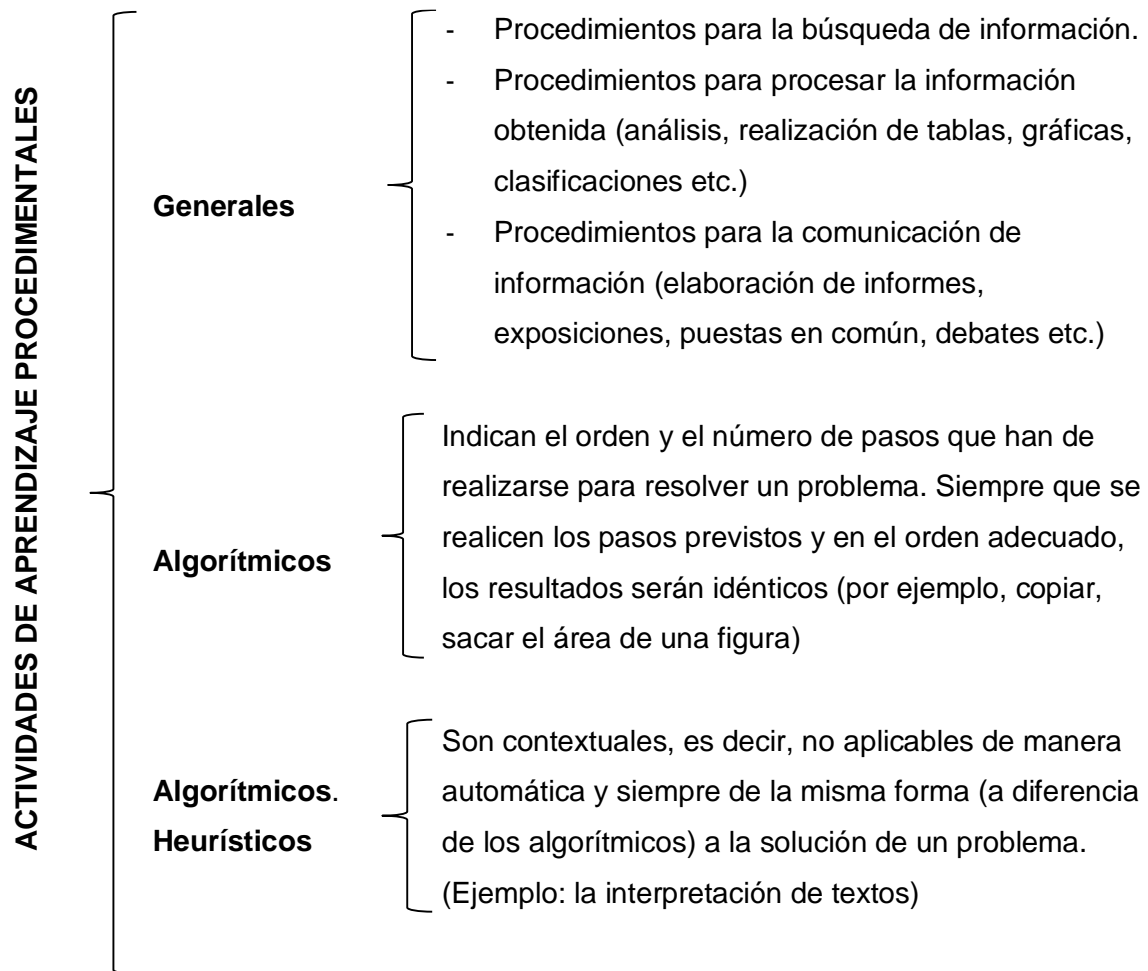 ACTIVIDADES DE APRENDIZAJE PROCEDIMENTALES
Generales
- Procedimientos para la búsqueda de información.
- Procedimientos para procesar la información
obtenida (análisis, realización de tablas, gráficas,
clasificaciones etc.)
- Procedimientos para la comunicación de
información (elaboración de informes,
exposiciones, puestas en común, debates etc.)
Algorítmicos
Indican el orden y el número de pasos que han de
realizarse para resolver un problema. Siempre que se
realicen los pasos previstos y en el orden adecuado,
los resultados serán idénticos (por ejemplo, copiar,
sacar el área de una figura)
Algorítmicos.
Heurísticos
Son contextuales, es decir, no aplicables de manera
automática y siempre de la misma forma (a diferencia
de los algorítmicos) a la solución de un problema.
(Ejemplo: la interpretación de textos)